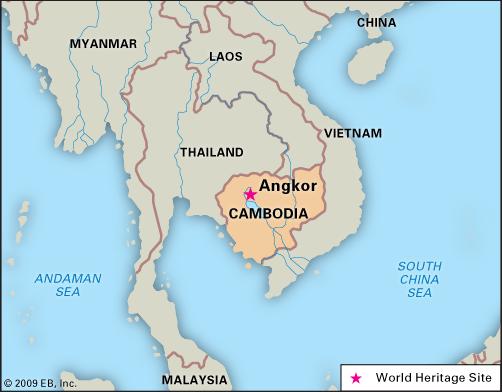 CHINA
MYANMAR
LAOS
VIETNAM
THAILAND
Angkor
CAMBODIA
ANDAMAN
SEA
SOUTH
CHINA
SEA
MALAYSIA
World Heritage Site
© 2009 EB, Inc.